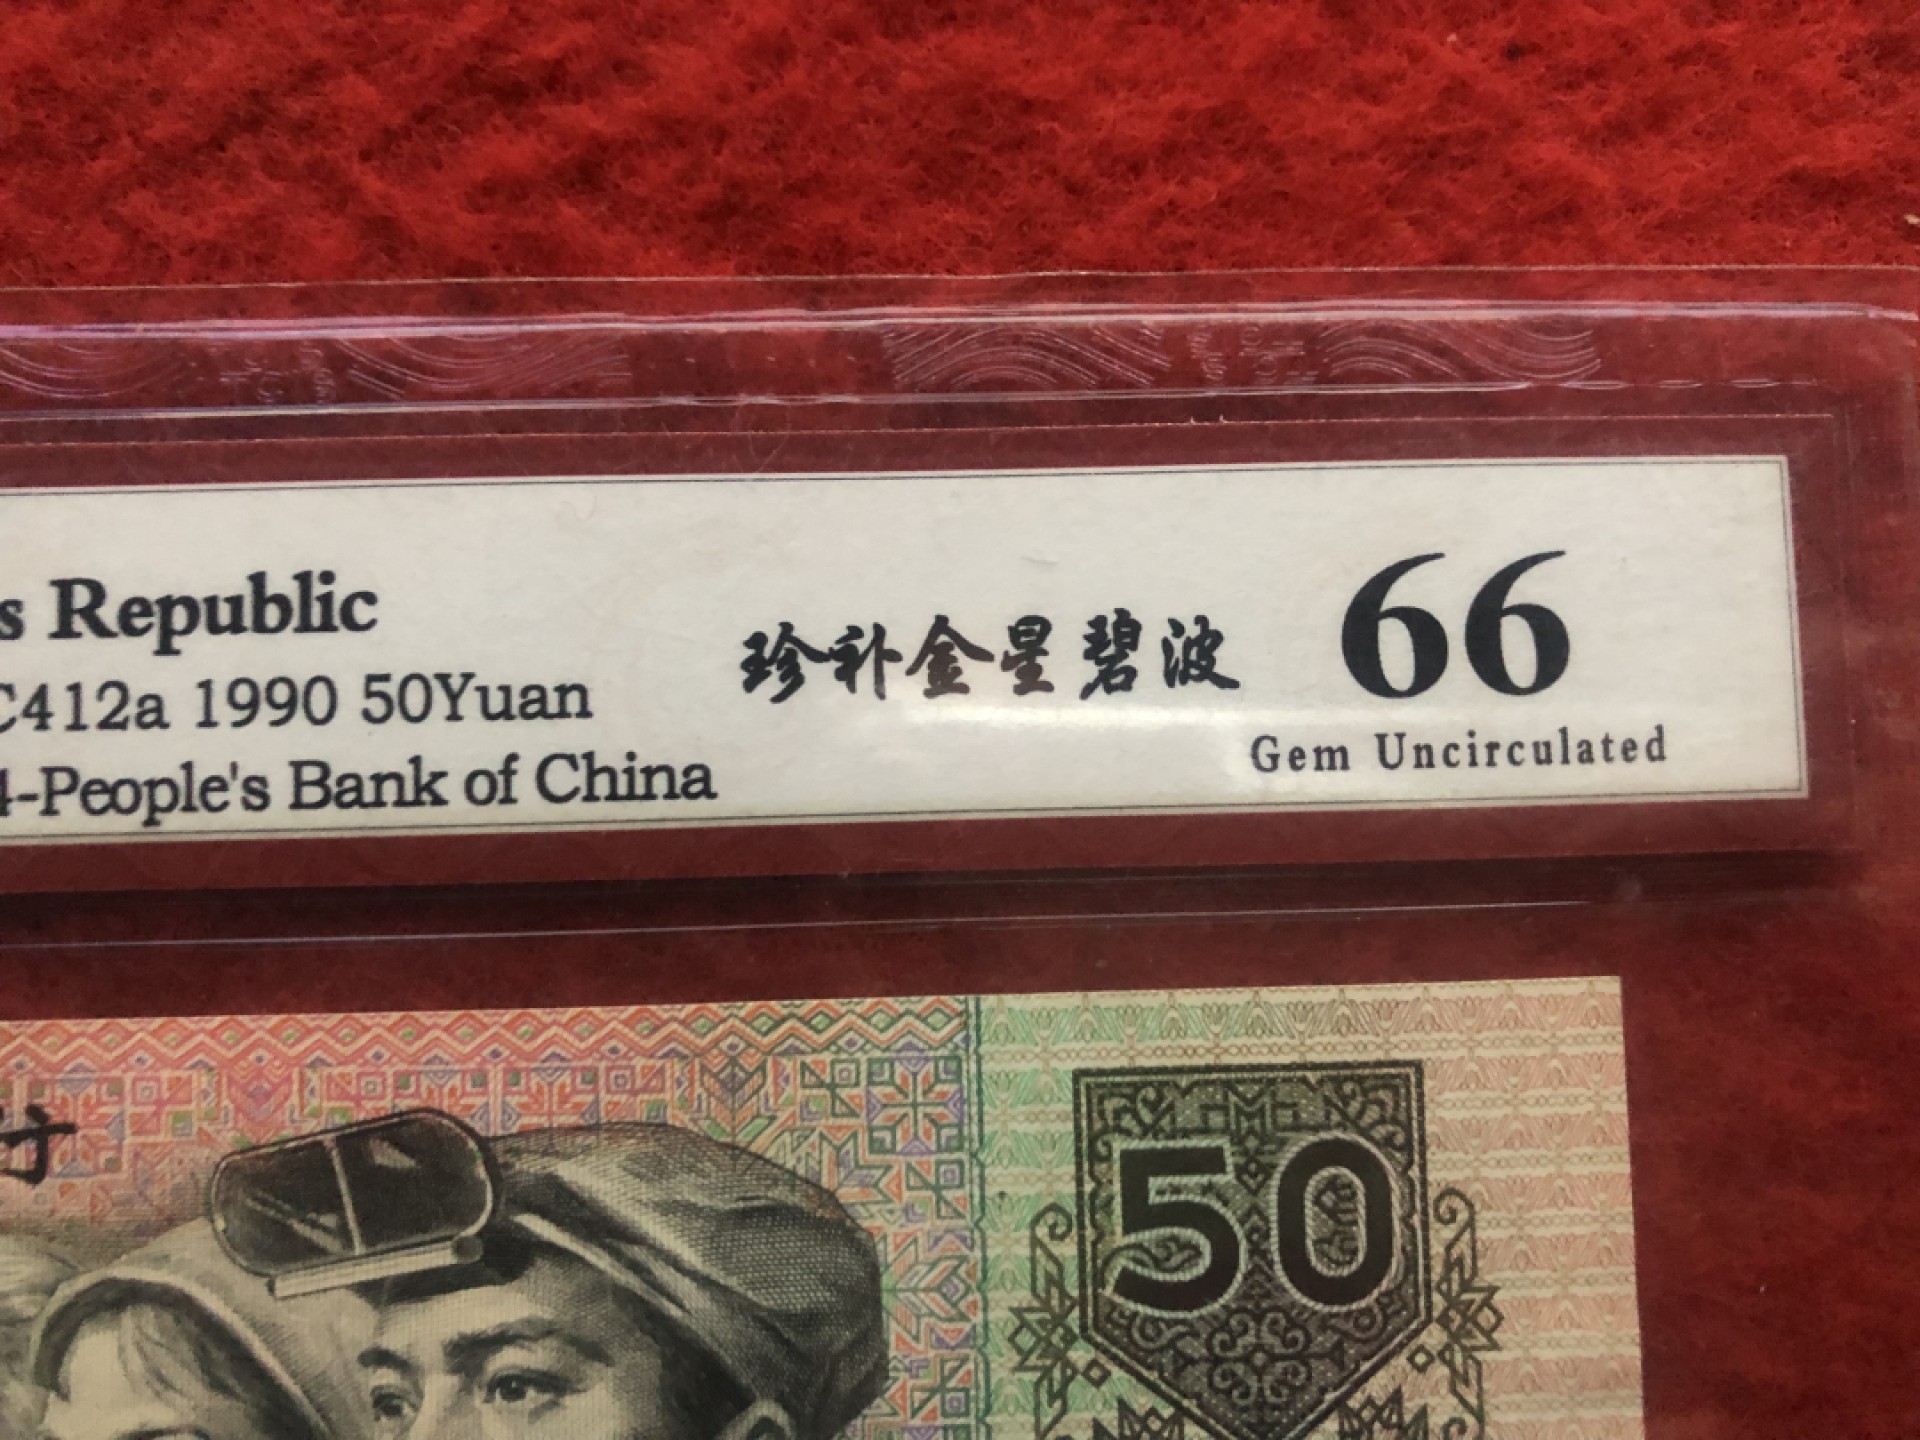 s Republic
C412a 1990 50Yuan
4-People's Bank of China
珍补金星碧波
66
Gem Uncirculated
行
50